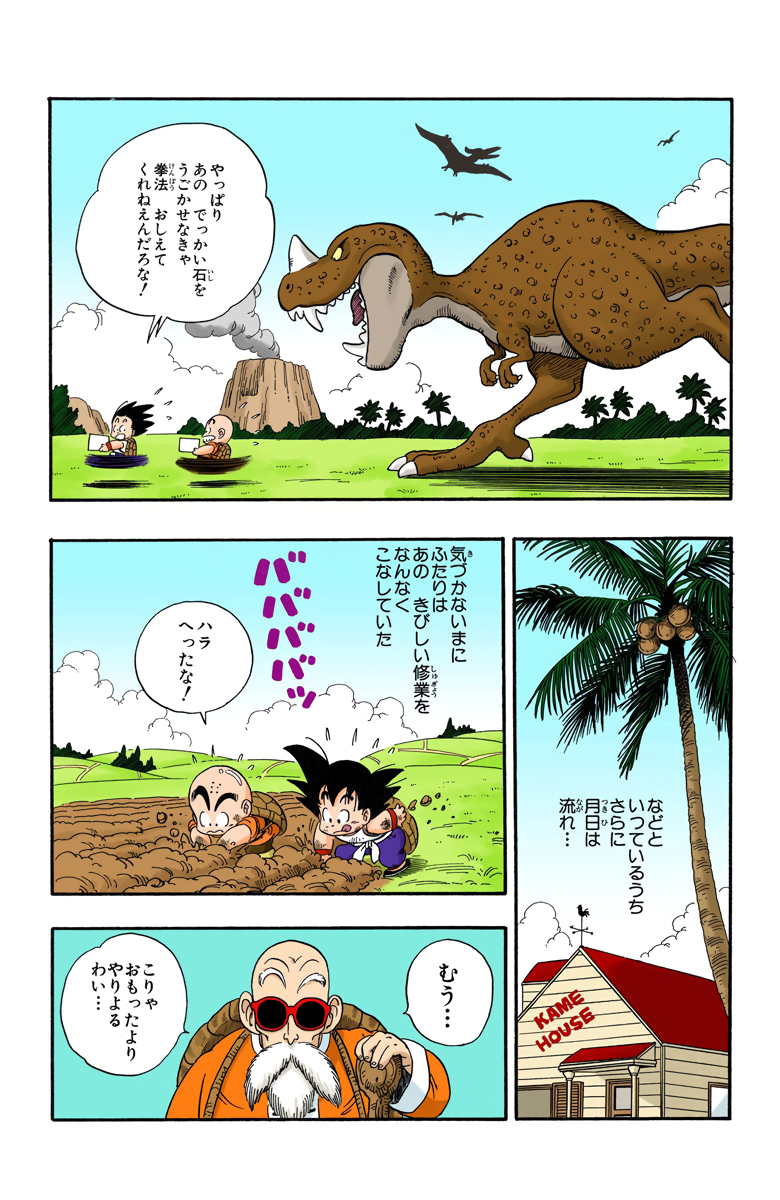 やっぱり
あの でっかい石を
うごかせなきゃ
拳法 おしえて
くれねえんだろな!
などと
いっているうち
さらに
月日は
流れ…
KAME
HOUSE
気づかないまに
ふたりは
あの きびしい修業を
なんなく
こなしていた
バババババッ
ハラ
へったな!
むう…
こりゃ
おもったより
やりよる
わい…